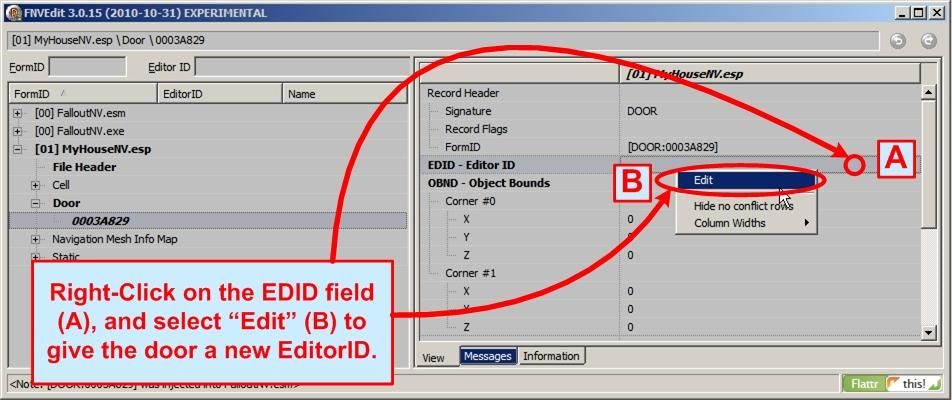 FNVEdit 3.0.15 (2010-10-31) EXPERIMENTAL
[01] MyHouseNV.esp \ Door \ 0003A829
FormID
Editor ID
FormID EditorID Name
[00] FalloutNV.esm
[00] FalloutNV.exe
[01] MyHouseNV.esp
File Header
Cell
Door
0003A829
Navigation Mesh Info Map
Static
Right-Click on the EDID field
(A), and select “Edit” (B) to
give the door a new EditorID.
[01] MyHouseNV.esp
Record Header
Signature DOOR
Record Flags
FormID [DOOR:0003A829]
EDID - Editor ID
A
OBND - Object Bounds
B
Edit
Hide no conflict rows
Column Widths
Corner #0
X 0
Y 0
Z 0
Corner #1
X 0
Y 0
Z 0
View Messages Information
<Note: [DOOR:0003A829] was injected into FalloutNV.esm>
Flattr this!